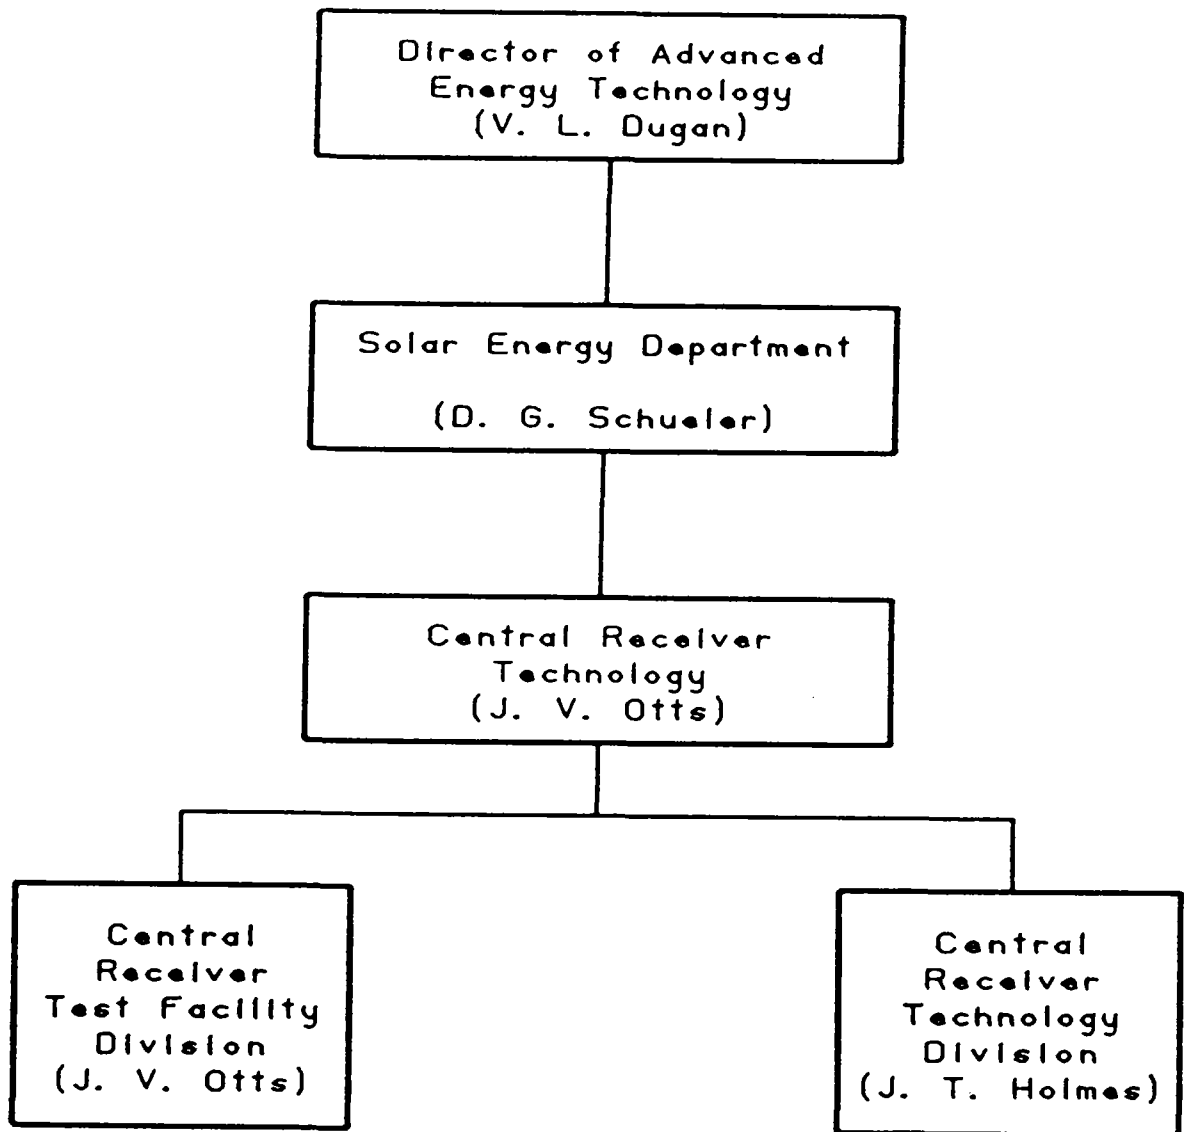 Director of Advanced
Energy Technology
(V. L. Dugan)
Solar Energy Department
(D. G. Schueler)
Central Receiver
Technology
(J. V. Otts)
Central
Receiver
Test Facility
Division
(J. V. Otts)
Central
Receiver
Technology
Division
(J. T. Holmes)